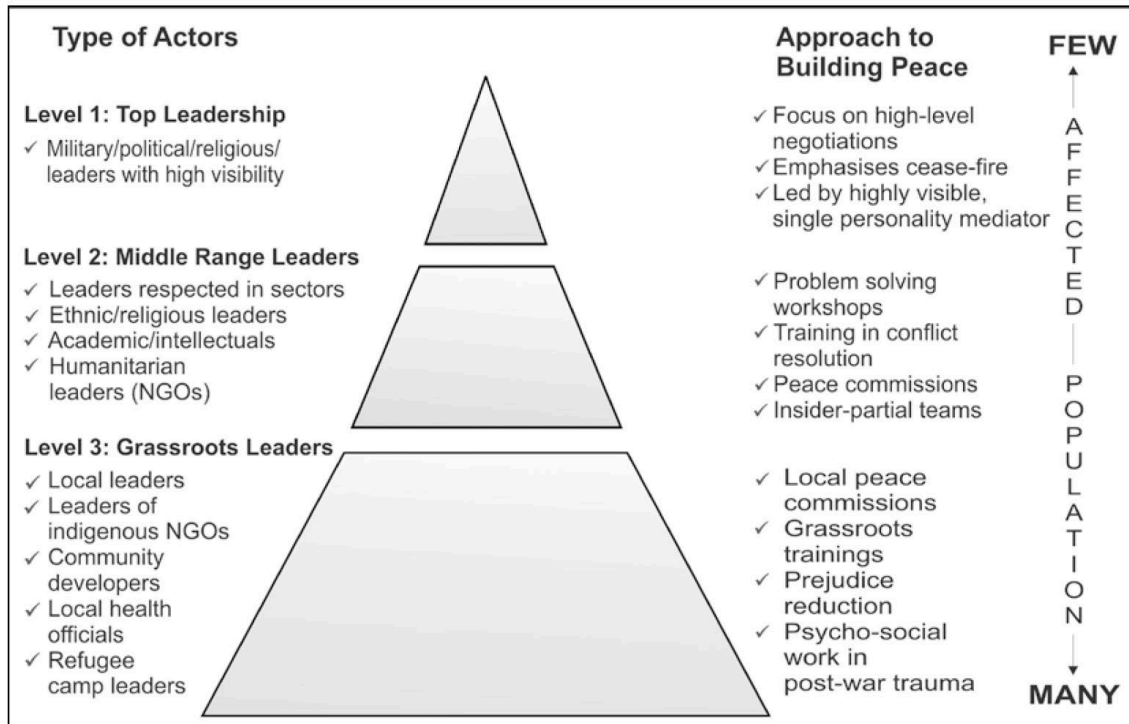 Type of Actors
Level 1: Top Leadership
✓ Military/political/religious/
leaders with high visibility
Level 2: Middle Range Leaders
✓ Leaders respected in sectors
✓ Ethnic/religious leaders
✓ Academic/intellectuals
✓ Humanitarian
leaders (NGOs)
Level 3: Grassroots Leaders
✓ Local leaders
✓ Leaders of
indigenous NGOs
✓ Community
developers
✓ Local health
officials
✓ Refugee
camp leaders
Approach to
Building Peace
✓ Focus on high-level
negotiations
✓ Emphasises cease-fire
✓ Led by highly visible,
single personality mediator
✓ Problem solving
workshops
✓ Training in conflict
resolution
✓ Peace commissions
✓ Insider-partial teams
✓ Local peace
commissions
✓ Grassroots
trainings
✓ Prejudice
reduction
✓ Psycho-social
work in
post-war trauma
FEW
AFFECTED POPULATION
MANY